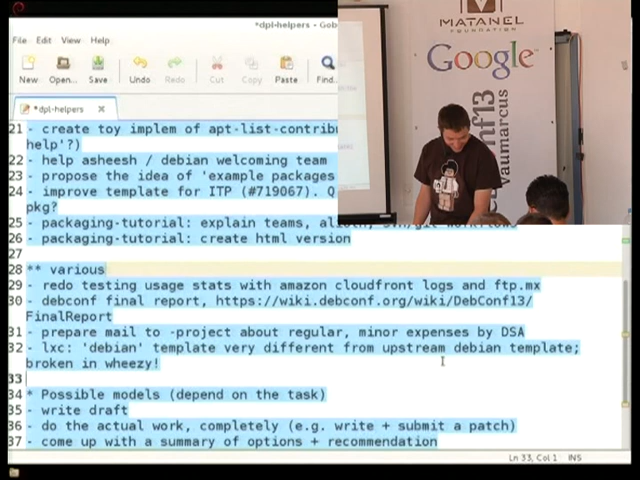 *dpl-helpers - Gob
File Edit View Help
New Open... Save Undo Redo Cut Copy Paste Find..
*dpl-helpers x
21 - create toy implem of apt-list-contrib
help'?)
22 - help asheesh / debian welcoming team
23 - propose the idea of 'example packages
24 - improve template for ITP (#719067). Q
pkg?
25 - packaging-tutorial: explain teams,
26 - packaging-tutorial: create html version
27
28 ** various
29 - redo testing usage stats with amazon cloudfront logs and ftp.mx
30 - debconf final report, https://wiki.debconf.org/wiki/DebConf13/
FinalReport
31 - prepare mail to -project about regular, minor expenses by DSA
32 - lxc: 'debian' template very different from upstream debian template;
broken in wheezy!
33
34 * Possible models (depend on the task)
35 - write draft
36 - do the actual work, completely (e.g. write + submit a patch)
37 - come up with a summary of options + recommendation
Ln 33, Col 1 INS
MATANEL
FOUNDATION
Google
nf13
vaumarcus